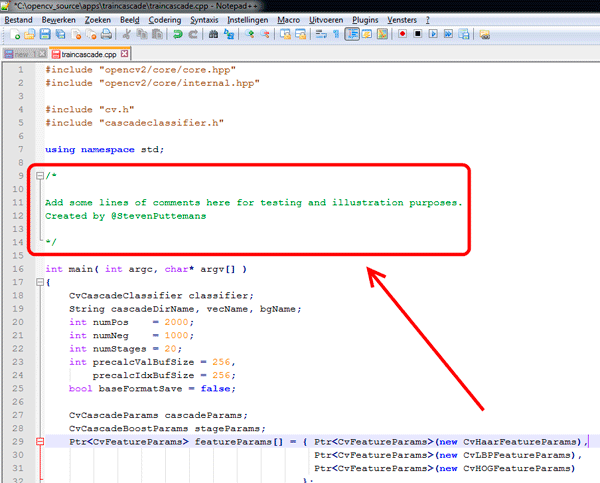 *C:\opencv_source\apps\traincascade\traincascade.cpp - Notepad++
Bestand Bewerken Zoeken Beeld Codering Syntaxis Instellingen Macro Uitvoeren Plugins Vensters ?
new 1 traincascade.cpp
1 #include "opencv2/core/core.hpp"
2 #include "opencv2/core/internal.hpp"
3
4 #include "cv.h"
5 #include "cascadeclassifier.h"
6
7 using namespace std;
8
9 /*
10
11 Add some lines of comments here for testing and illustration purposes.
12 Created by @StevenPuttemans
13
14 */
15
16 int main( int argc, char* argv[] )
17 {
18 CvCascadeClassifier classifier;
19 String cascadeDirName, vecName, bgName;
20 int numPos = 2000;
21 int numNeg = 1000;
22 int numStages = 20;
23 int precalcValBufSize = 256,
24 precalcIdxBufSize = 256;
25 bool baseFormatSave = false;
26
27 CvCascadeParams cascadeParams;
28 CvCascadeBoostParams stageParams;
29 Ptr<CvFeatureParams> featureParams[] = { Ptr<CvFeatureParams>(new CvHaarFeatureParams),
30 Ptr<CvFeatureParams>(new CvLBPFeatureParams),
31 Ptr<CvFeatureParams>(new CvHOGFeatureParams)
32 };